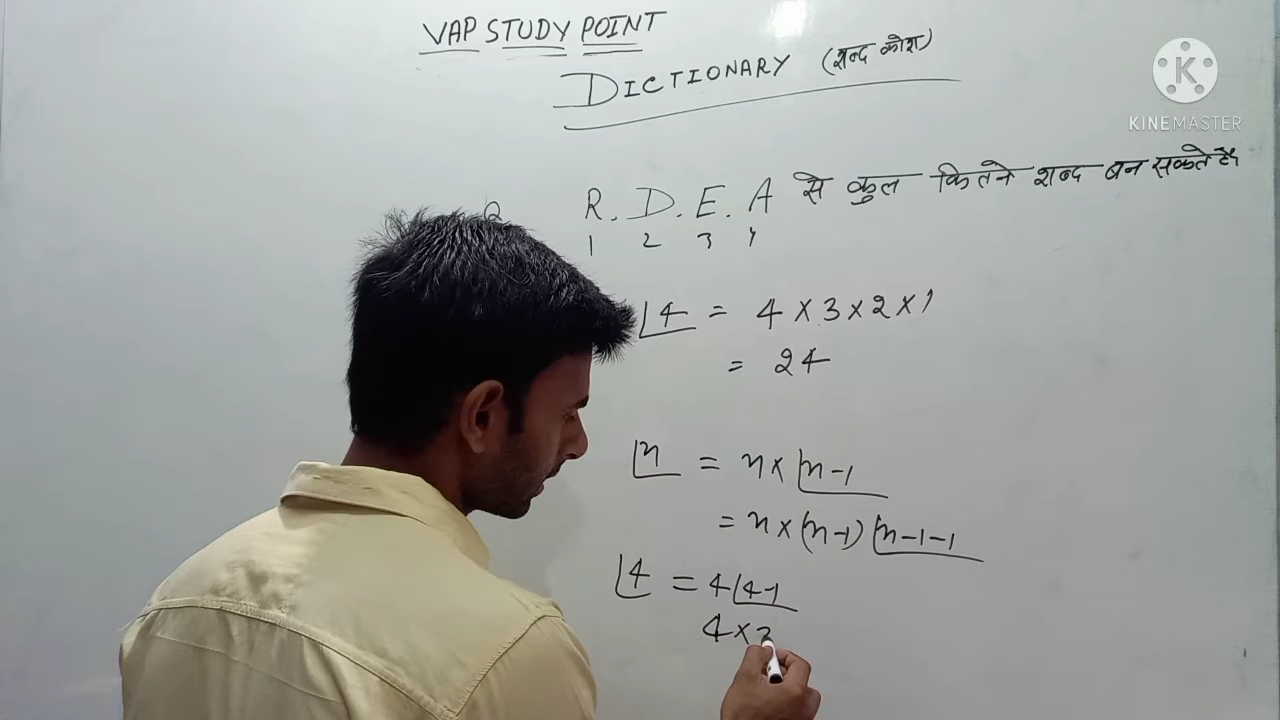 VAP STUDY POINT
DICTIONARY (शब्द कोश)
Q R. D. E. A से कुल कितने शब्द बन सकते हैं
1 2 3 4
|4 = 4 × 3 × 2 × 1
= 24
|n = n × |n-1
= n × (n-1) |n-1-1
|4 = 4 |4-1
4 × 3
K
KINEMASTER